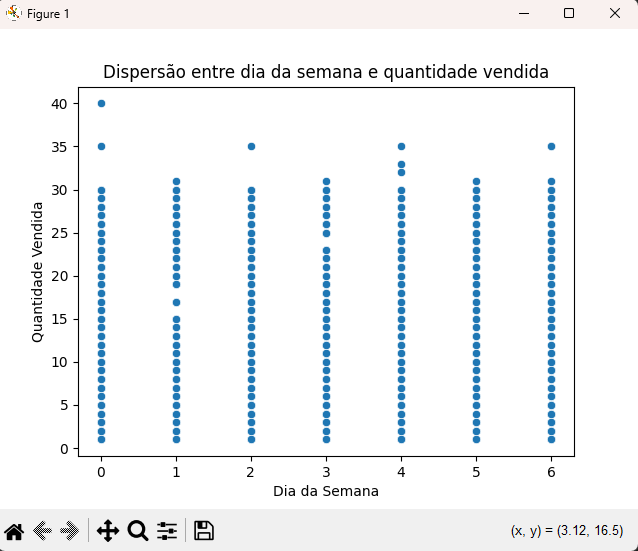 Figure 1
Dispersão entre dia da semana e quantidade vendida
40
35
30
25
20
15
10
5
0
Quantidade Vendida
0 1 2 3 4 5 6
Dia da Semana
(x, y) = (3.12, 16.5)